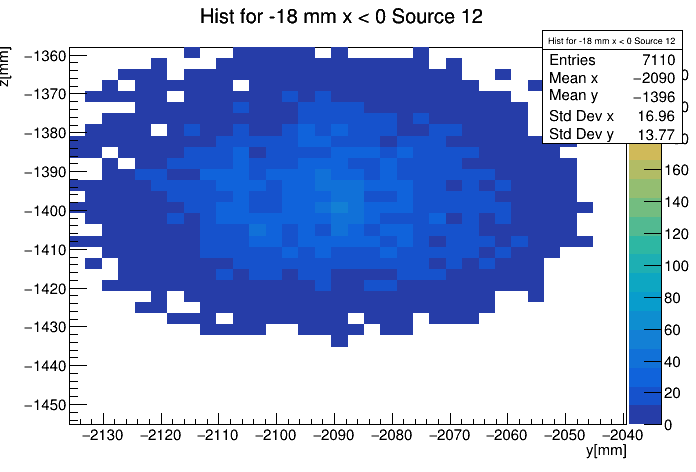 Hist for -18 mm x < 0 Source 12
Hist for -18 mm x < 0 Source 12
Entries 7110
Mean x −2090
Mean y −1396
Std Dev x 16.96
Std Dev y 13.77
z[mm]
−1360
−1370
−1380
−1390
−1400
−1410
−1420
−1430
−1440
−1450
160
140
120
100
80
60
40
20
0
−2130 −2120 −2110 −2100 −2090 −2080 −2070 −2060 −2050 −2040
y[mm]